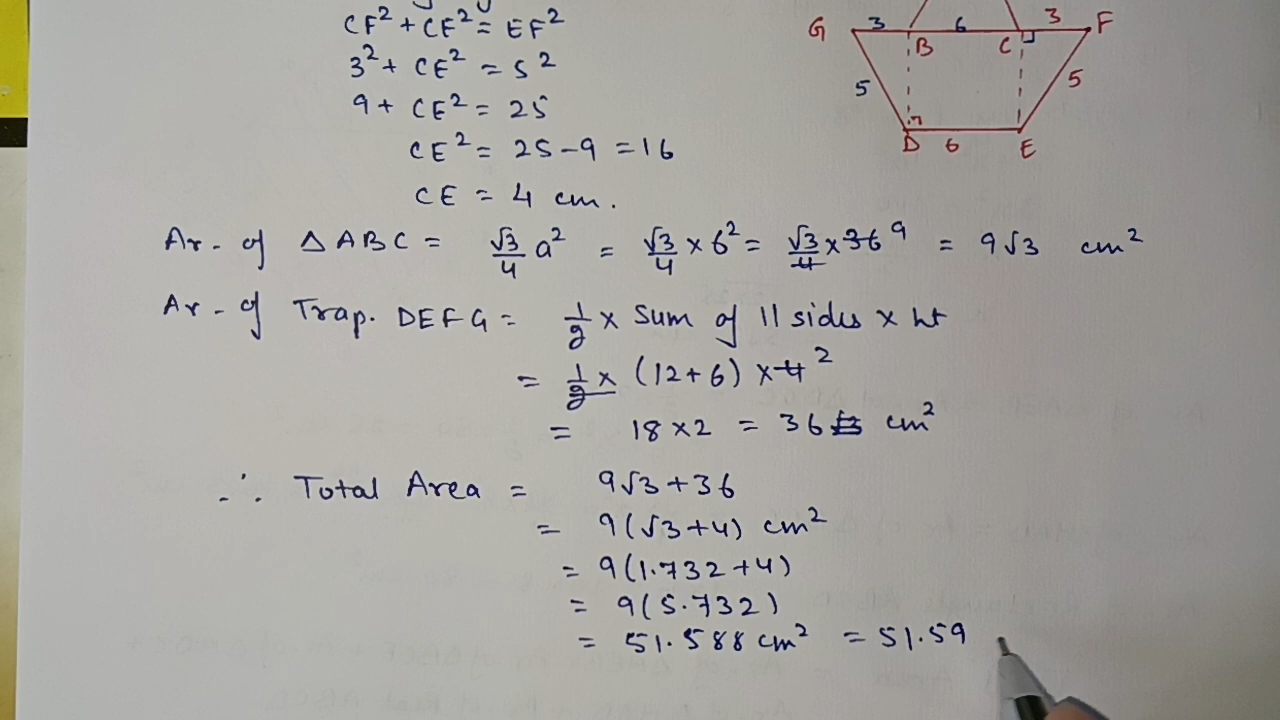 CF² + CE² = EF²
3² + CE² = 5²
9 + CE² = 25
CE² = 25 - 9 = 16
CE = 4 cm.
G 3 B 6 C 3 F
5 5
D 6 E
Ar. of △ABC = √3/4 a² = √3/4 × 6² = √3/4 × 36 9 = 9√3 cm²
Ar. of Trap. DEFG = 1/2 × Sum of || sides × ht
= 1/2 × (12+6) × 4 2
= 18 × 2 = 36 cm²
∴ Total Area = 9√3 + 36
= 9(√3+4) cm²
= 9(1.732+4)
= 9(5.732)
= 51.588 cm² = 51.59